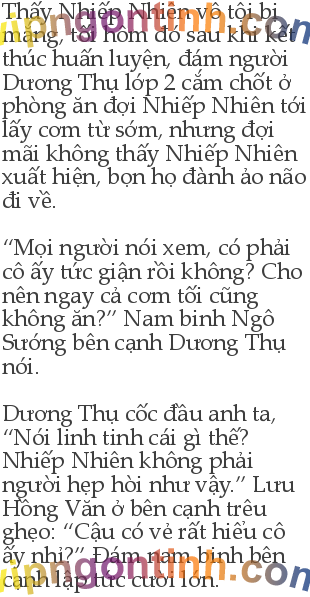 Thấy Nhiếp Nhiên vô tội bị
mắng, tối hôm đó sau khi kết
thúc huấn luyện, đám người
Dương Thụ lớp 2 cắm chốt ở
phòng ăn đợi Nhiếp Nhiên tới
lấy cơm từ sớm, nhưng đợi
mãi không thấy Nhiếp Nhiên
xuất hiện, bọn họ đành ảo não
đi về.

“Mọi người nói xem, có phải
cô ấy tức giận rồi không? Cho
nên ngay cả cơm tối cũng
không ăn?” Nam binh Ngô
Sướng bên cạnh Dương Thụ
nói.

Dương Thụ cốc đầu anh ta,
“Nói linh tinh cái gì thế?
Nhiếp Nhiên không phải
người hẹp hòi như vậy.” Lưu
Hồng Văn ở bên cạnh trêu
ghẹo: “Cậu có vẻ rất hiểu cô
ấy nhỉ?” Đám nam binh bên
cạnh lập tức cười lớn.
vipngontinh.com
vipngontinh.com